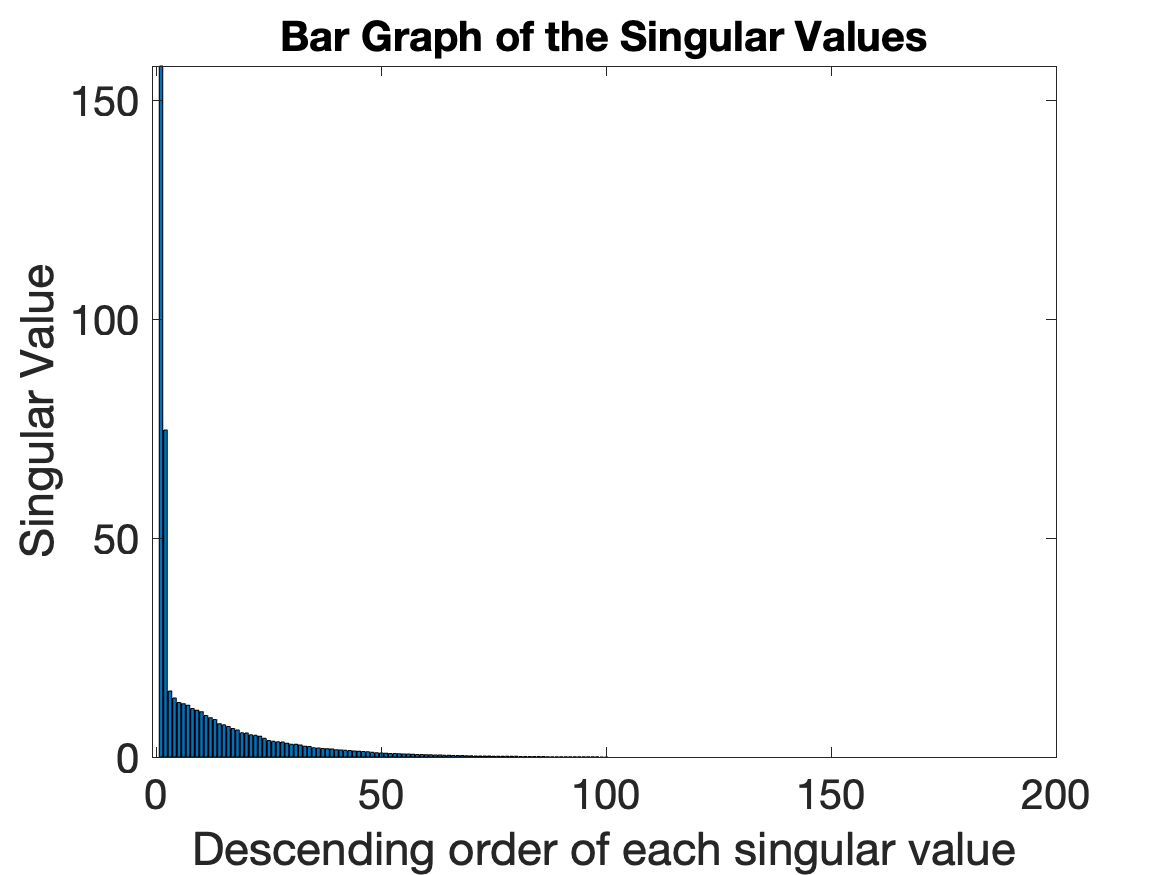 Bar Graph of the Singular Values
150
100
50
0
Singular Value
0 50 100 150 200
Descending order of each singular value